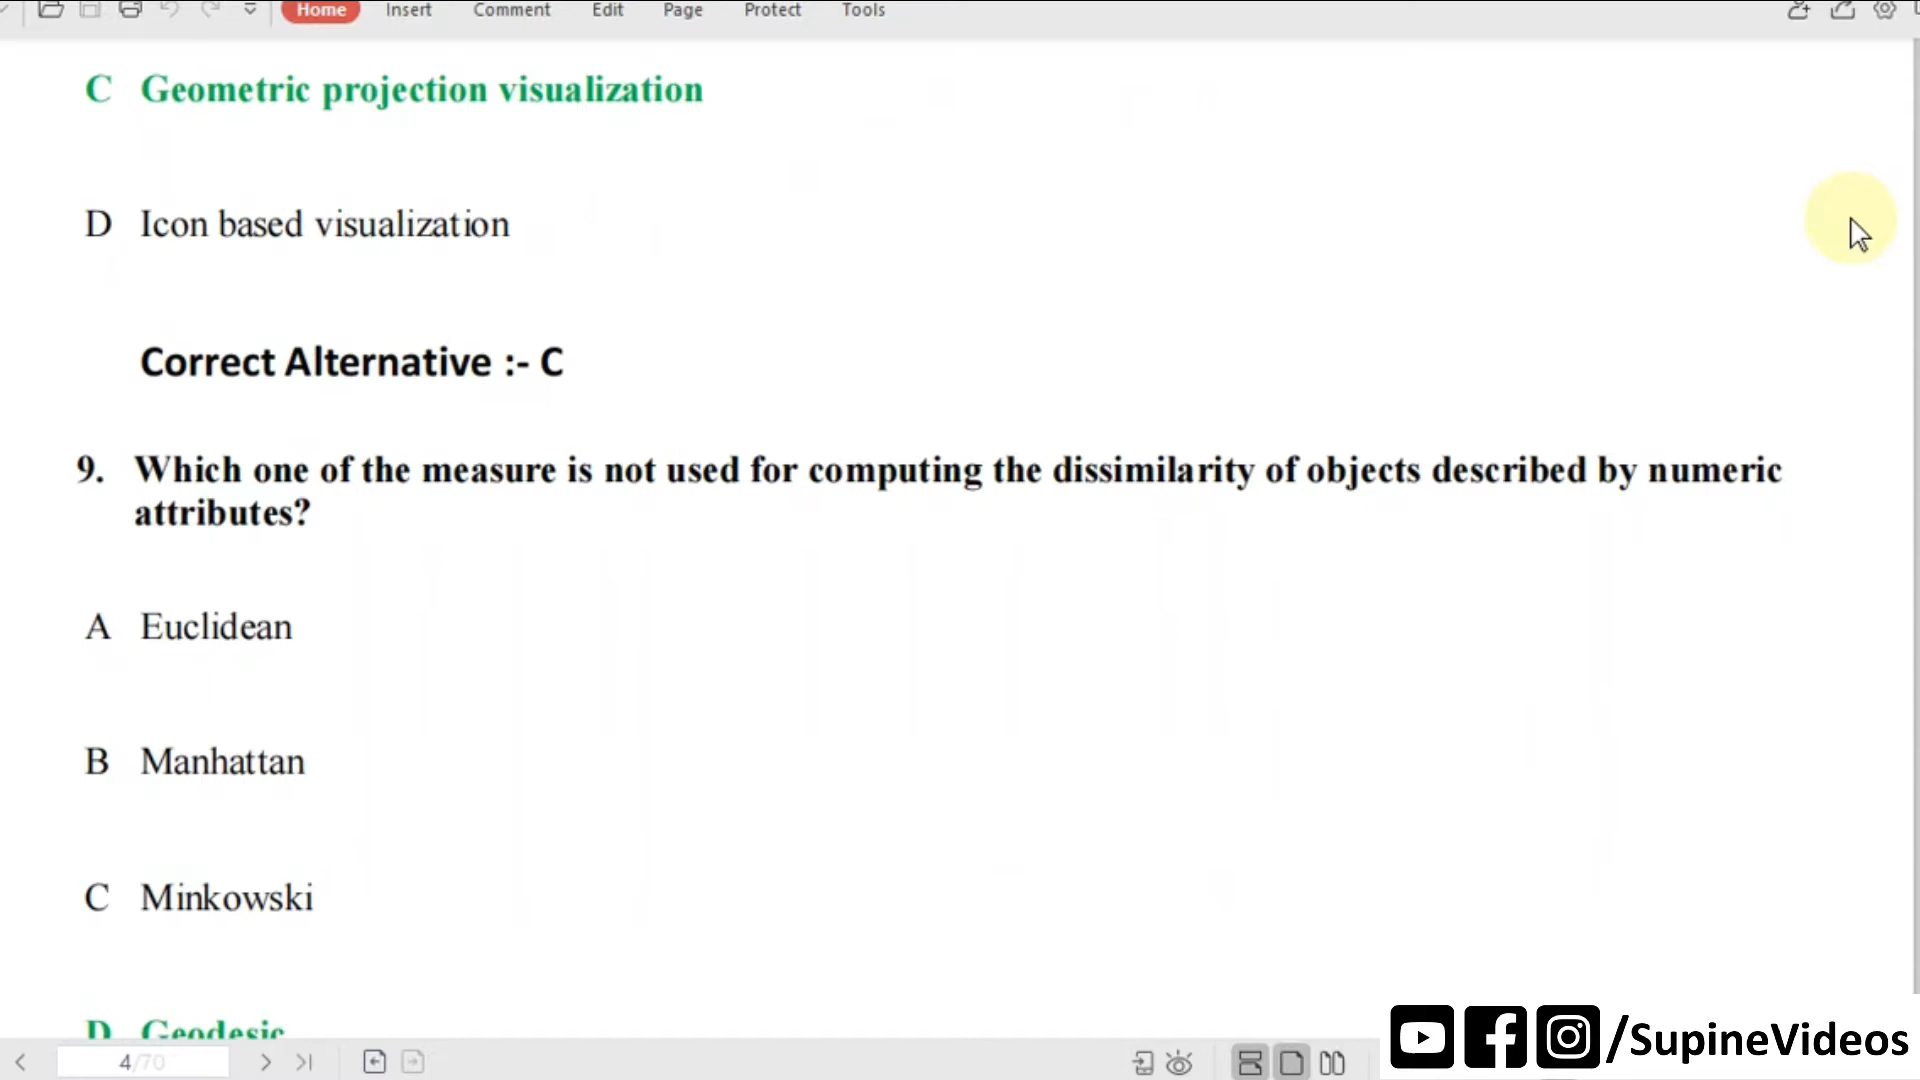 Home Insert Comment Edit Page Protect Tools
C Geometric projection visualization
D Icon based visualization
Correct Alternative :- C
9. Which one of the measure is not used for computing the dissimilarity of objects described by numeric
attributes?
A Euclidean
B Manhattan
C Minkowski
D Geodesic
4/70
/SupineVideos